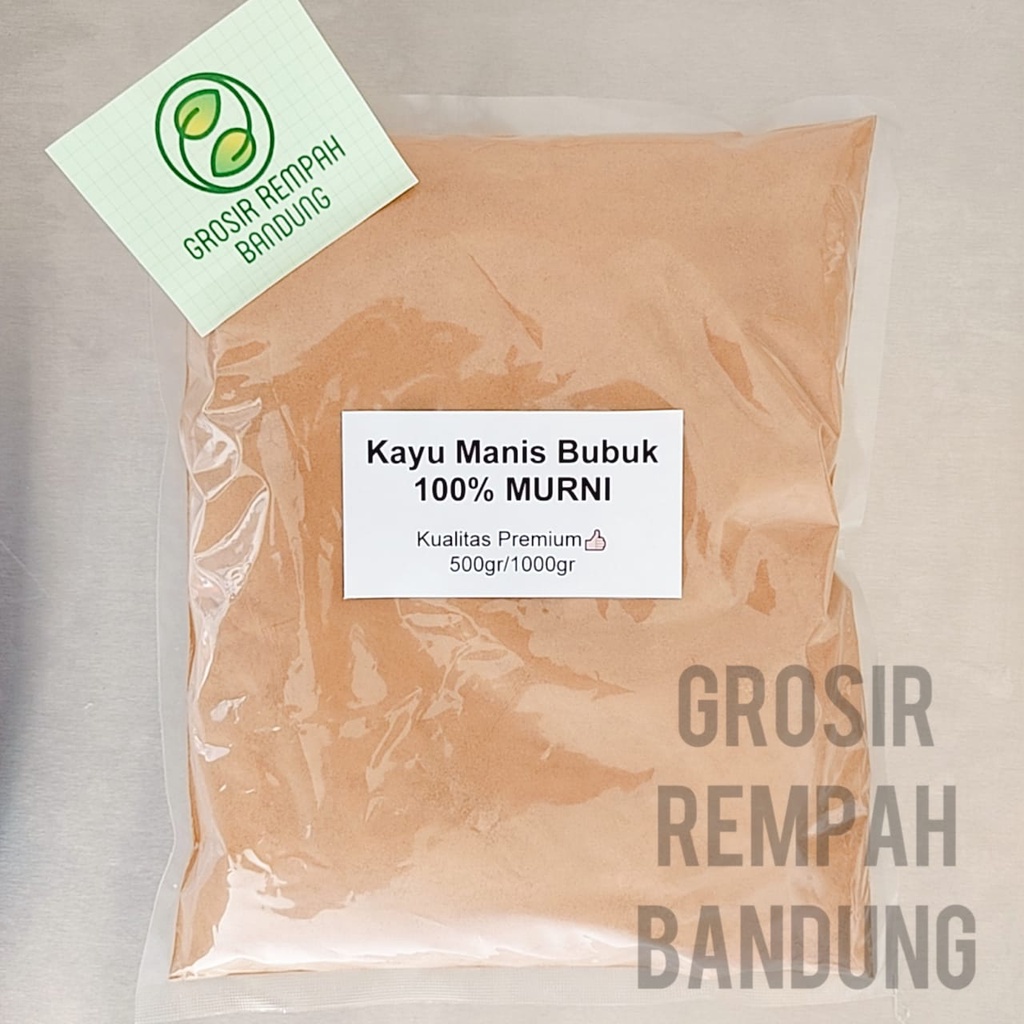 GROSIR REMPAH
BANDUNG
Kayu Manis Bubuk
100% MURNI
Kualitas Premium👍
500gr/1000gr
GROSIR
REMPAH
BANDUNG